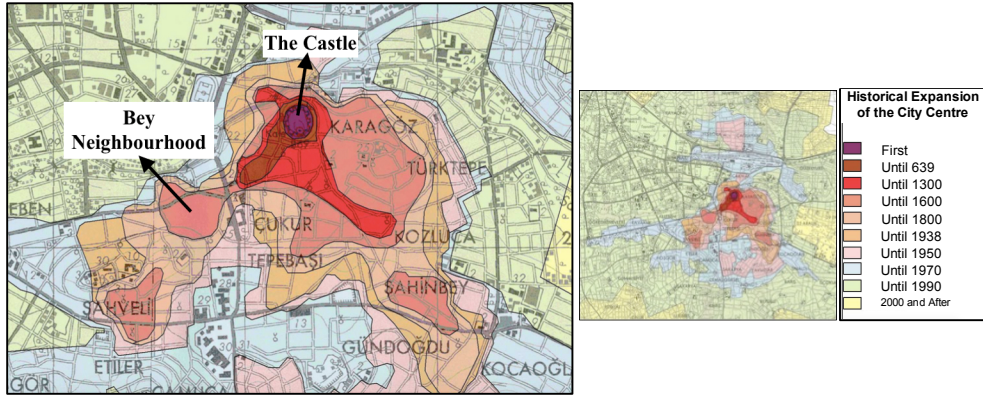 The Castle
Bey
Neighbourhood
KARAGÖZ
TÜRKTEPE
EBEN
ÇUKUR
KOZLUCA
TEPEBAŞI
ŞAHİNBEY
ŞAHVELİ
GÜNDOĞDU
ETİLER
KOCAOĞL
GÖR
Historical Expansion
of the City Centre
First
Until 639
Until 1300
Until 1600
Until 1800
Until 1938
Until 1950
Until 1970
Until 1990
2000 and After